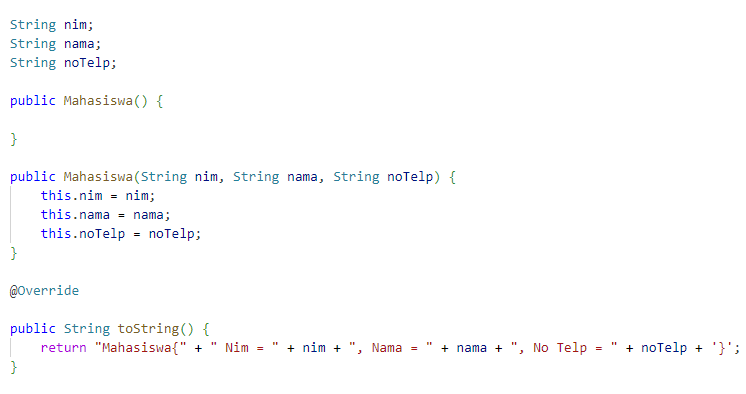 String nim;
String nama;
String noTelp;
public Mahasiswa() {
}
public Mahasiswa(String nim, String nama, String noTelp) {
    this.nim = nim;
    this.nama = nama;
    this.noTelp = noTelp;
}
@Override
public String toString() {
    return "Mahasiswa{" + " Nim = " + nim + ", Nama = " + nama + ", No Telp = " + noTelp + '}';
}